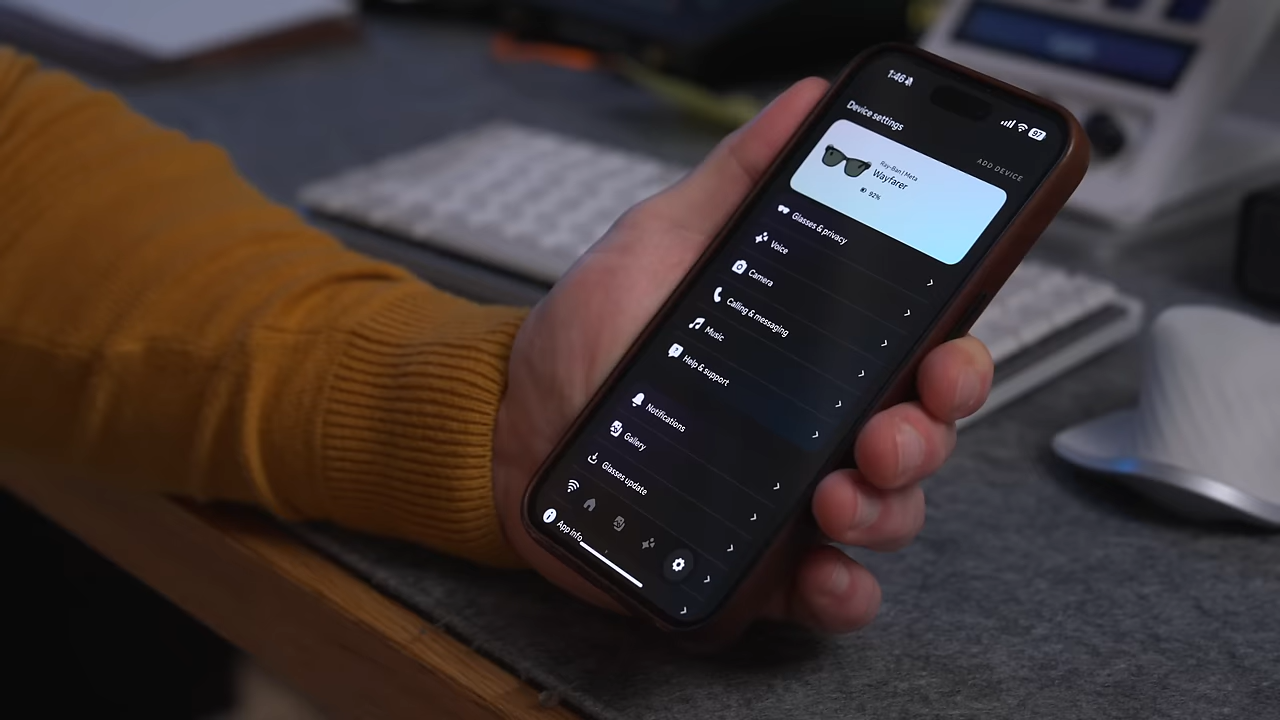 1:46
97
Device settings
ADD DEVICE
Ray-Ban | Meta
Wayfarer
92%
Glasses & privacy
Voice
Camera
Calling & messaging
Music
Help & support
Notifications
Gallery
Glasses update
App info